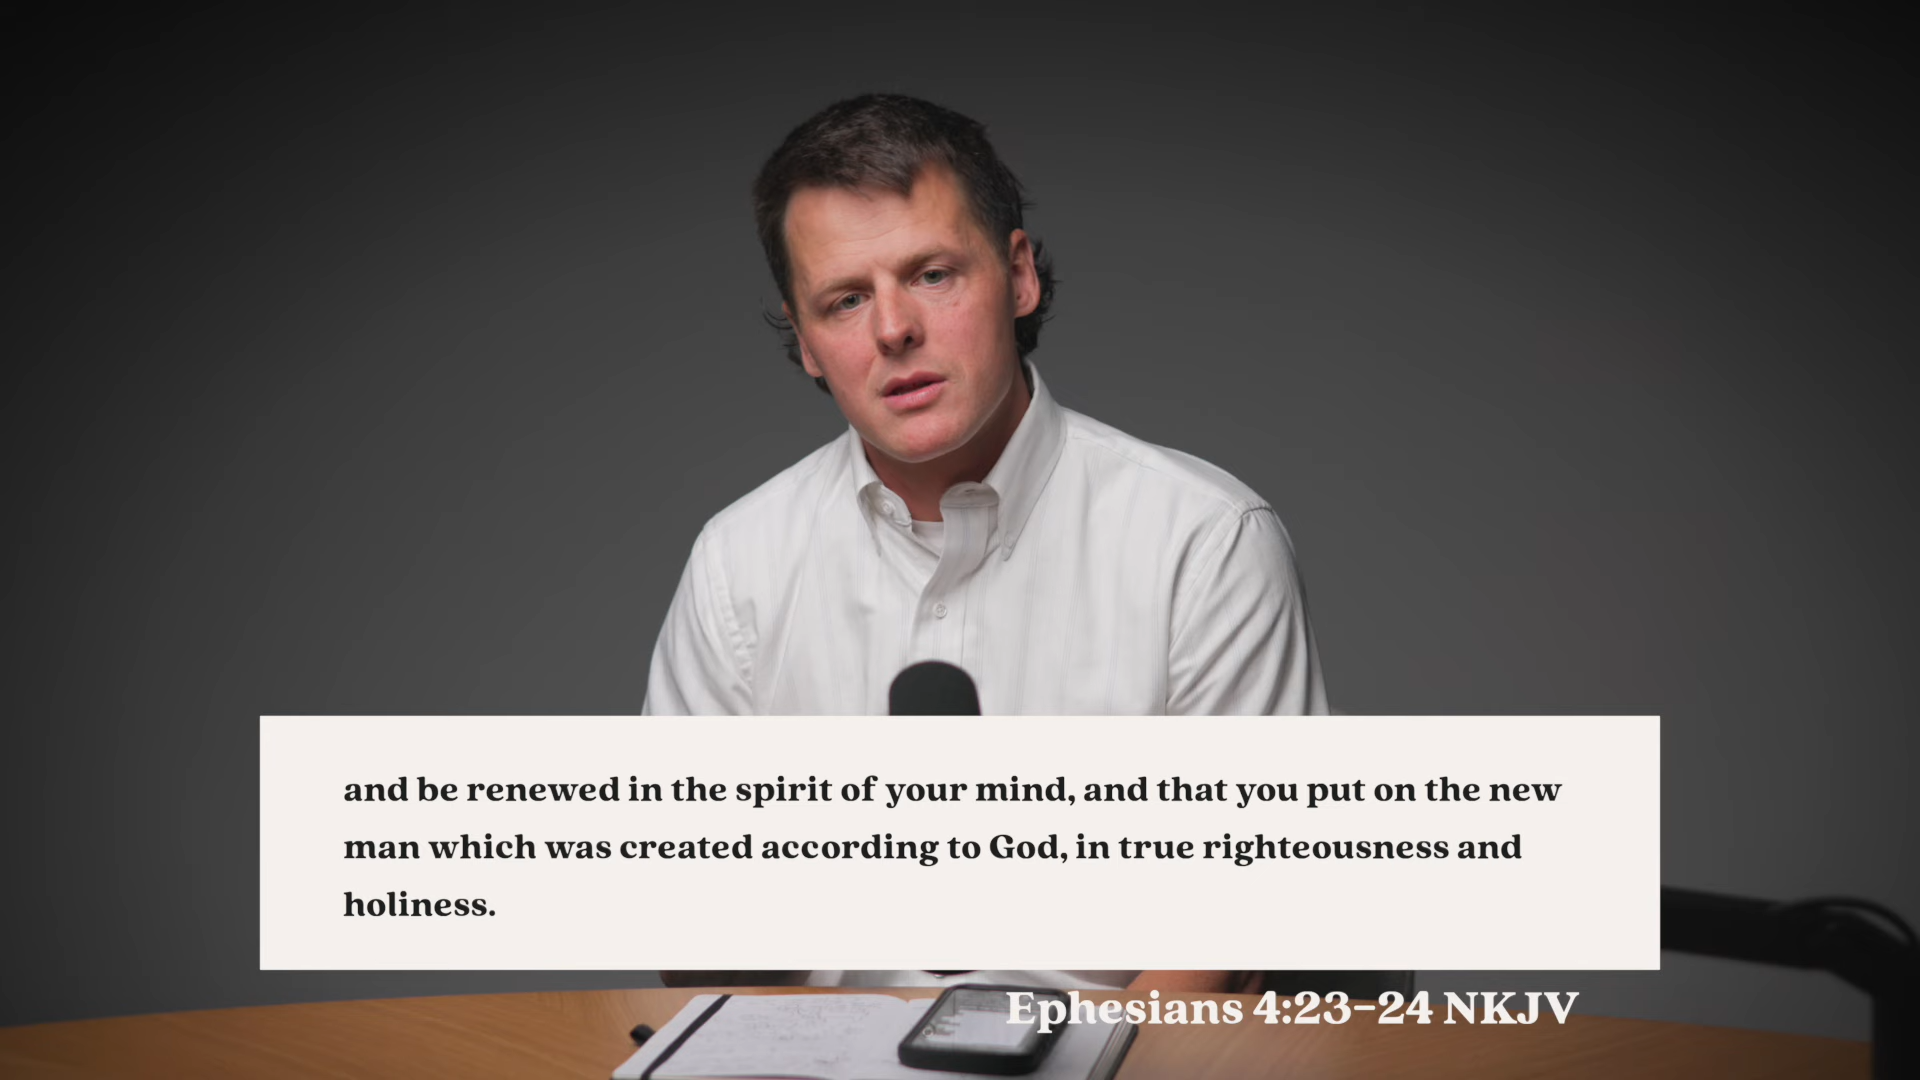 and be renewed in the spirit of your mind, and that you put on the new
man which was created according to God, in true righteousness and
holiness.
Ephesians 4:23–24 NKJV